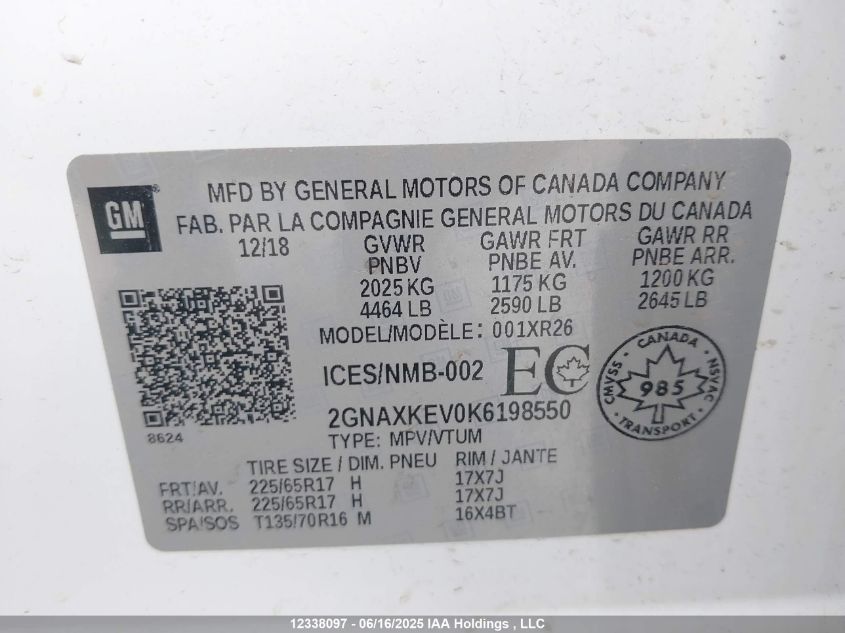 GM
MFD BY GENERAL MOTORS OF CANADA COMPANY
FAB. PAR LA COMPAGNIE GENERAL MOTORS DU CANADA
12/18 GVWR GAWR FRT GAWR RR
PNBV PNBE AV. PNBE ARR.
2025 KG 1175 KG 1200 KG
4464 LB 2590 LB 2645 LB
MODEL/MODÈLE: 001XR26
ICES/NMB-002 EC
CANADA
CMVSS 985 NSVAC
TRANSPORT
2GNAXKEV0K6198550
8624
TYPE: MPV/VTUM
TIRE SIZE / DIM. PNEU RIM / JANTE
FRT/AV. 225/65R17 H 17X7J
RR/ARR. 225/65R17 H 17X7J
SPA/SOS T135/70R16 M 16X4BT
12338097 - 06/16/2025 IAA Holdings , LLC